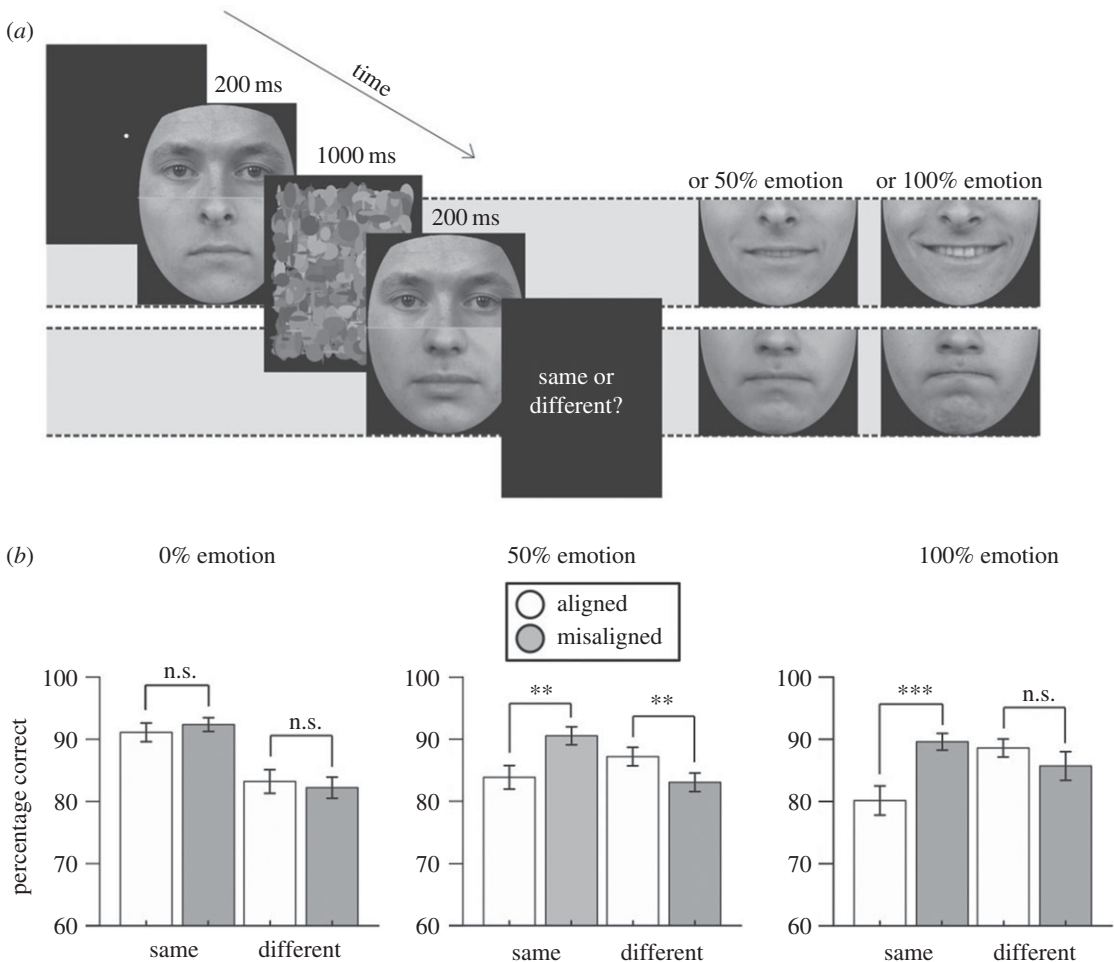 (a)
time
200 ms
1000 ms
200 ms
or 50% emotion
or 100% emotion
same or
different?
(b)
0% emotion
50% emotion
100% emotion
aligned
misaligned
percentage correct
100
90
80
70
60
n.s.
n.s.
same
different
100
90
80
70
60
**
**
same
different
100
90
80
70
60
***
n.s.
same
different